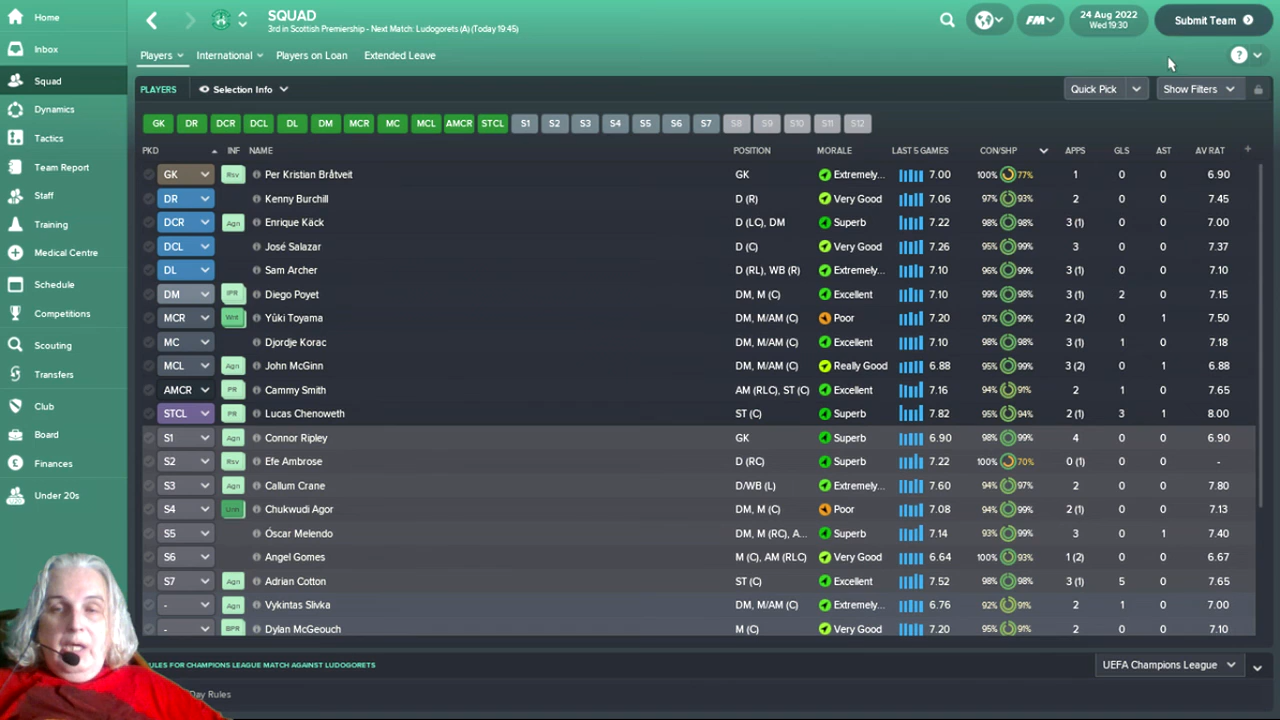 Home
Inbox
Squad
Dynamics
Tactics
Team Report
Staff
Training
Medical Centre
Schedule
Competitions
Scouting
Transfers
Club
Board
Finances
Under 20s
SQUAD
3rd in Scottish Premiership - Next Match: Ludogorets (A) (Today 19:45)
FM
24 Aug 2022
Wed 19:30
Submit Team
Players International Players on Loan Extended Leave
?
PLAYERS Selection Info Quick Pick Show Filters
GK DR DCR DCL DL DM MCR MC MCL AMCR STCL S1 S2 S3 S4 S5 S6 S7 S8 S9 S10 S11 S12
PKD INF NAME POSITION MORALE LAST 5 GAMES CON/SHP APPS GLS AST AV RAT +
GK Rsv Per Kristian Bråtveit GK Extremely... 7.00 100% 77% 1 0 0 6.90
DR Kenny Burchill D (R) Very Good 7.06 97% 93% 2 0 0 7.45
DCR Agn Enrique Käck D (LC), DM Superb 7.22 98% 98% 3 (1) 0 0 7.00
DCL José Salazar D (C) Very Good 7.26 95% 99% 3 0 0 7.37
DL Sam Archer D (RL), WB (R) Extremely... 7.10 96% 99% 3 (1) 0 0 7.10
DM IPR Diego Poyet DM, M (C) Excellent 7.10 99% 98% 3 (1) 2 0 7.15
MCR Wnt Yûki Toyama DM, M/AM (C) Poor 7.20 97% 99% 2 (2) 0 1 7.50
MC Djordje Korac DM, M/AM (C) Excellent 7.10 98% 98% 3 (1) 1 0 7.18
MCL Agn John McGinn DM, M/AM (C) Really Good 6.88 95% 99% 3 (2) 0 1 6.88
AMCR PR Cammy Smith AM (RLC), ST (C) Excellent 7.16 94% 91% 2 1 0 7.65
STCL PR Lucas Chenoweth ST (C) Superb 7.82 95% 94% 2 (1) 3 1 8.00
S1 Agn Connor Ripley GK Superb 6.90 98% 99% 4 0 0 6.90
S2 Rsv Efe Ambrose D (RC) Superb 7.22 100% 70% 0 (1) 0 0 -
S3 Agn Callum Crane D/WB (L) Extremely... 7.60 94% 97% 2 0 0 7.80
S4 Unh Chukwudi Agor DM, M (C) Poor 7.08 94% 99% 2 (1) 0 0 7.13
S5 Óscar Melendo DM, M (RC), A... Superb 7.14 93% 99% 3 0 1 7.40
S6 Angel Gomes M (C), AM (RLC) Very Good 6.64 100% 93% 1 (2) 0 0 6.67
S7 Agn Adrian Cotton ST (C) Excellent 7.52 98% 98% 3 (1) 5 0 7.65
- Agn Vykintas Slivka DM, M/AM (C) Extremely... 6.76 92% 91% 2 1 0 7.00
- BPR Dylan McGeouch M (C) Very Good 7.20 95% 91% 2 0 0 7.10
RULES FOR CHAMPIONS LEAGUE MATCH AGAINST LUDOGORETS UEFA Champions League
Day Rules